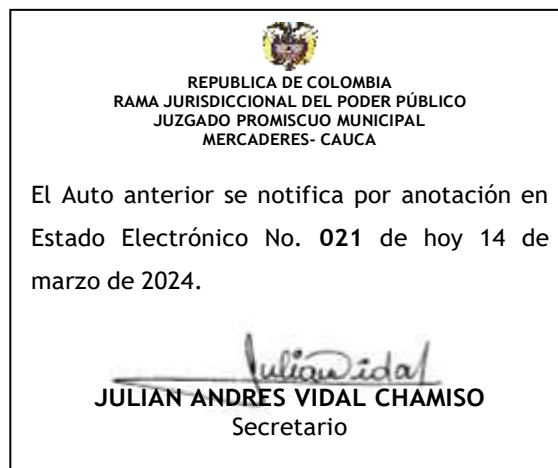 REPUBLICA DE COLOMBIA
RAMA JURISDICCIONAL DEL PODER PÚBLICO
JUZGADO PROMISCUO MUNICIPAL
MERCADERES- CAUCA
El Auto anterior se notifica por anotación en
Estado Electrónico No. 021 de hoy 14 de
marzo de 2024.
JulianVidal
JULIAN ANDRES VIDAL CHAMISO
Secretario